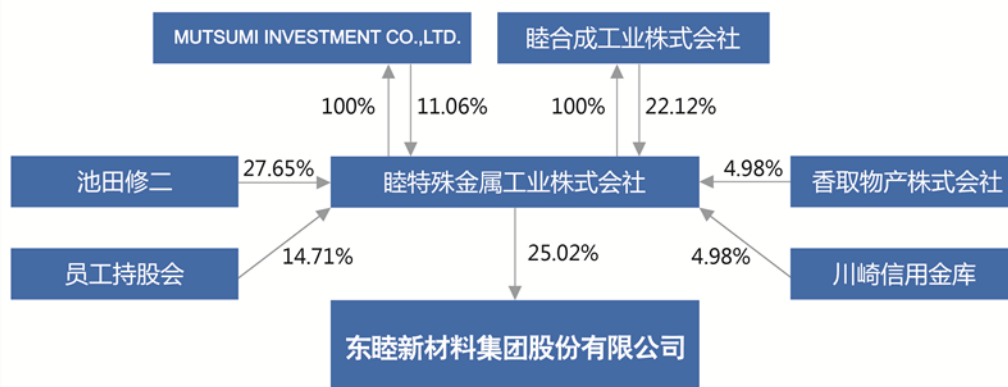 MUTSUMI INVESTMENT CO.,LTD.
睦合成工业株式会社
100%
11.06%
100%
22.12%
池田修二
27.65%
睦特殊金属工业株式会社
4.98%
香取物产株式会社
员工持股会
14.71%
25.02%
4.98%
川崎信用金库
东睦新材料集团股份有限公司